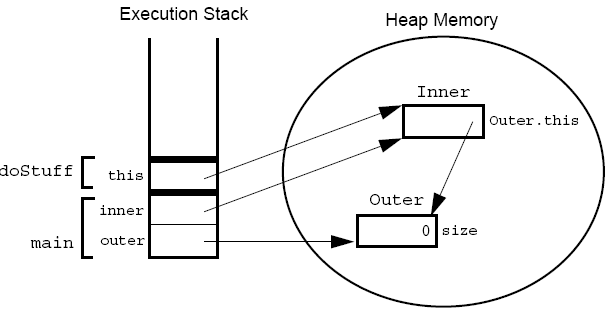 Execution Stack
Heap Memory
Inner
Outer.this
doStuff
this
Outer
inner
0 size
main
outer